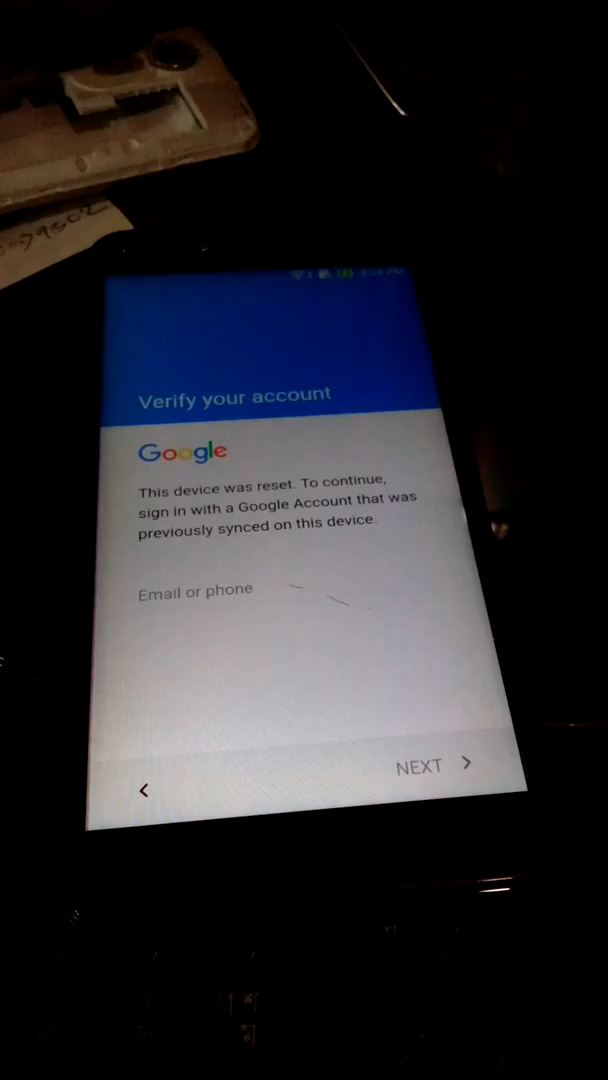 Verify your account
Google
This device was reset. To continue,
sign in with a Google Account that was
previously synced on this device.
Email or phone
NEXT